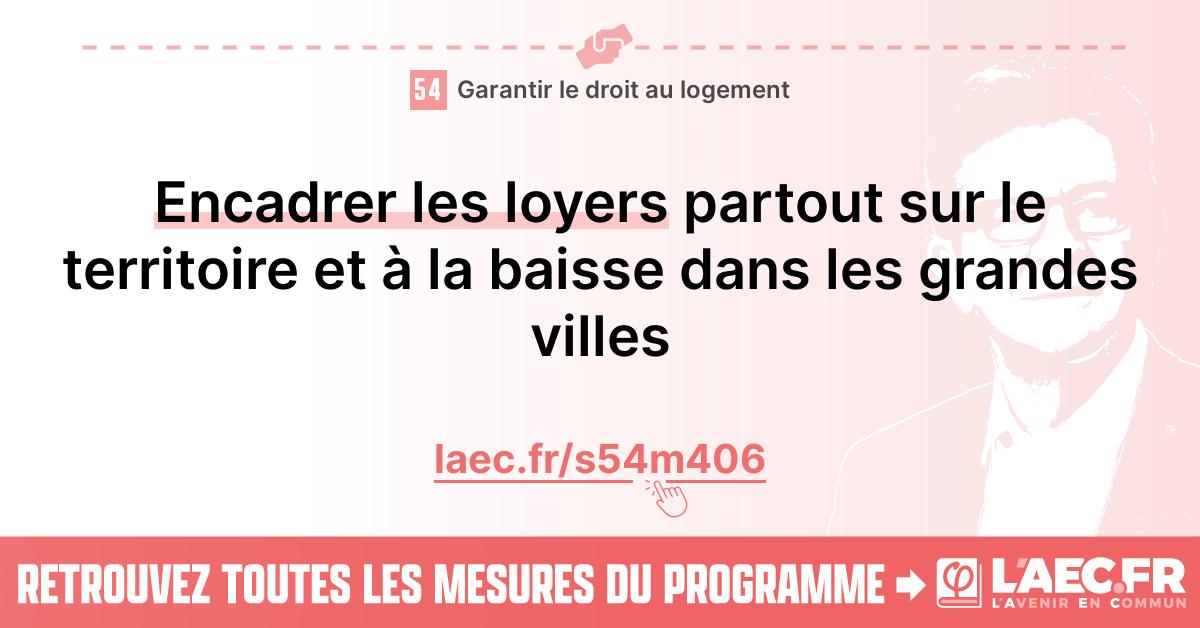 54 Garantir le droit au logement
Encadrer les loyers partout sur le
territoire et à la baisse dans les grandes
villes
laec.fr/s54m406
RETROUVEZ TOUTES LES MESURES DU PROGRAMME
L'AEC.FR
L'AVENIR EN COMMUN